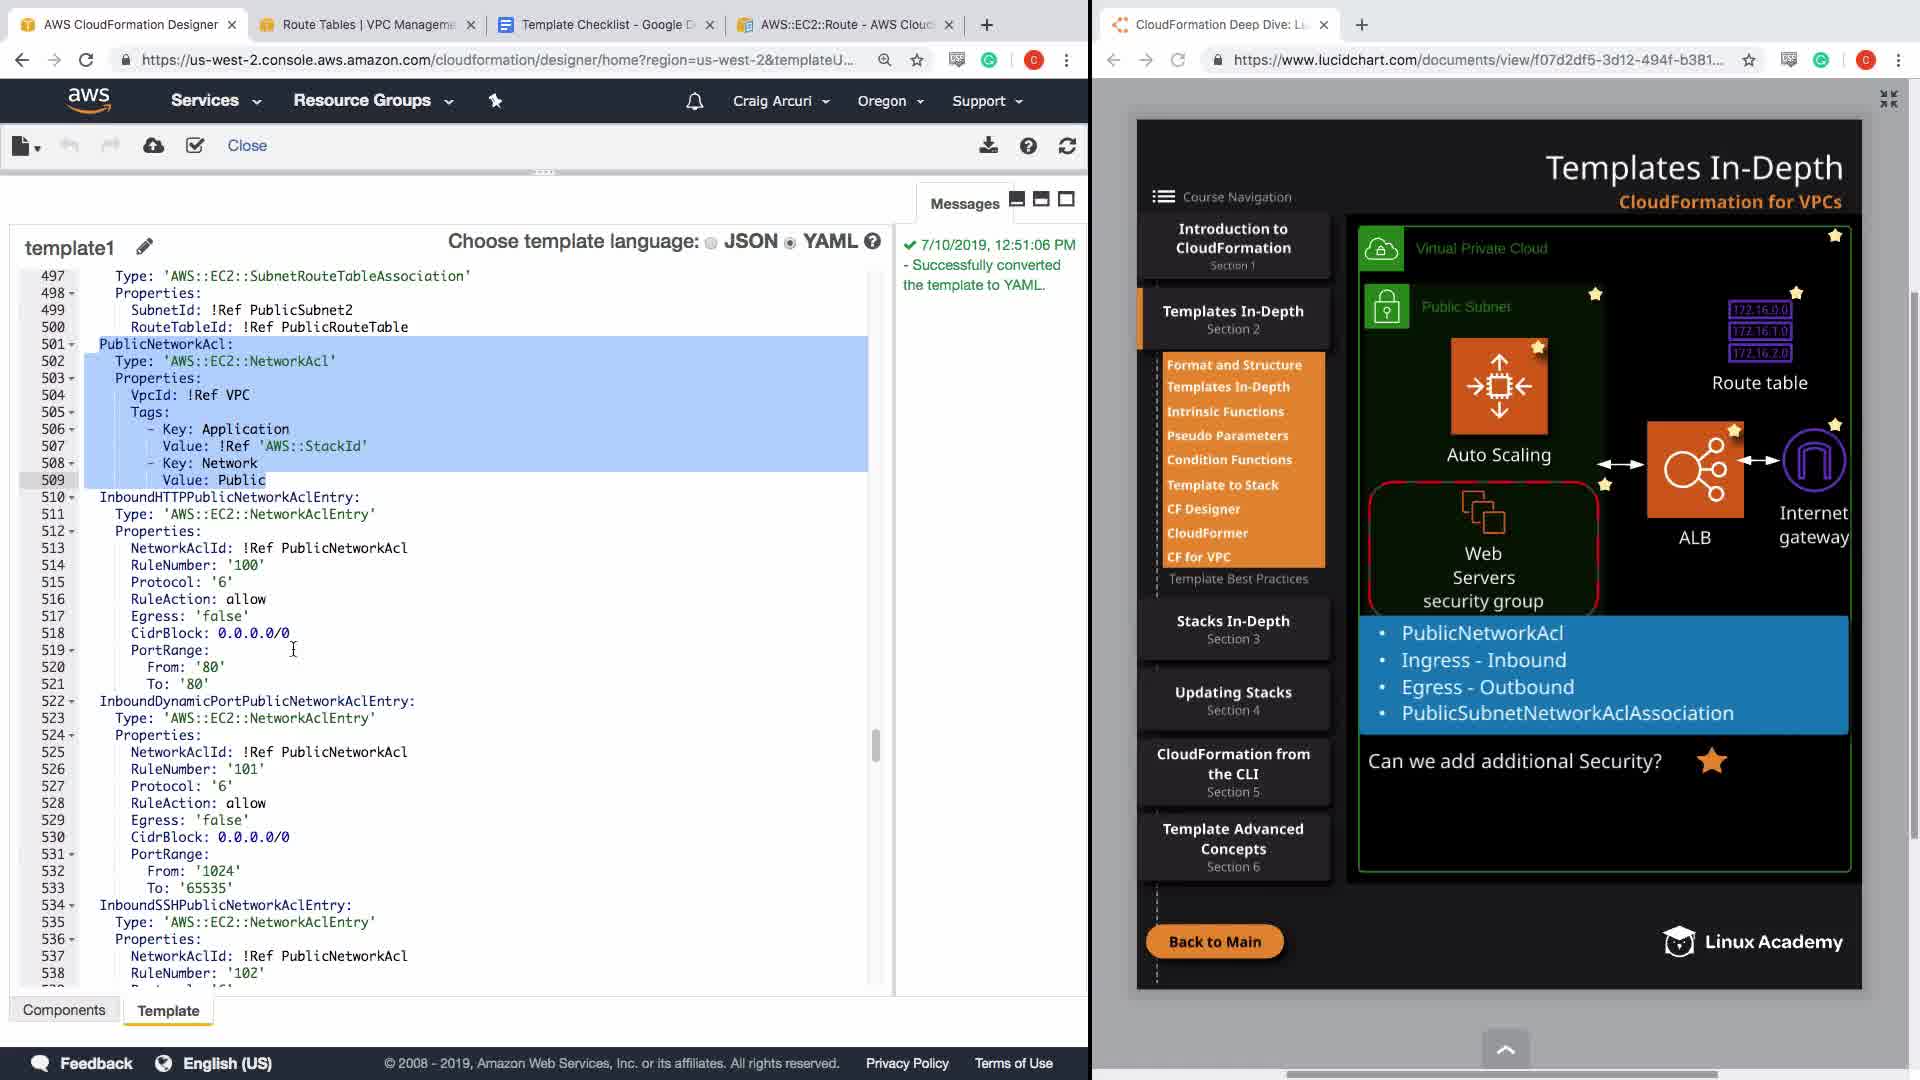 AWS CloudFormation Designer
Route Tables | VPC Manageme
Template Checklist - Google D
AWS::EC2::Route - AWS Clouc
https://us-west-2.console.aws.amazon.com/cloudformation/designer/home?region=us-west-2&templateU...
aws
Services
Resource Groups
Craig Arcuri
Oregon
Support
Close
Messages
template1
Choose template language:
JSON
YAML
7/10/2019, 12:51:06 PM
- Successfully converted
the template to YAML.
497 Type: 'AWS::EC2::SubnetRouteTableAssociation'
498 Properties:
499 SubnetId: !Ref PublicSubnet2
500 RouteTableId: !Ref PublicRouteTable
501 PublicNetworkAcl:
502 Type: 'AWS::EC2::NetworkAcl'
503 Properties:
504 VpcId: !Ref VPC
505 Tags:
506 - Key: Application
507 Value: !Ref 'AWS::StackId'
508 - Key: Network
509 Value: Public
510 InboundHTTPPublicNetworkAclEntry:
511 Type: 'AWS::EC2::NetworkAclEntry'
512 Properties:
513 NetworkAclId: !Ref PublicNetworkAcl
514 RuleNumber: '100'
515 Protocol: '6'
516 RuleAction: allow
517 Egress: 'false'
518 CidrBlock: 0.0.0.0/0
519 PortRange:
520 From: '80'
521 To: '80'
522 InboundDynamicPortPublicNetworkAclEntry:
523 Type: 'AWS::EC2::NetworkAclEntry'
524 Properties:
525 NetworkAclId: !Ref PublicNetworkAcl
526 RuleNumber: '101'
527 Protocol: '6'
528 RuleAction: allow
529 Egress: 'false'
530 CidrBlock: 0.0.0.0/0
531 PortRange:
532 From: '1024'
533 To: '65535'
534 InboundSSHPublicNetworkAclEntry:
535 Type: 'AWS::EC2::NetworkAclEntry'
536 Properties:
537 NetworkAclId: !Ref PublicNetworkAcl
538 RuleNumber: '102'
Components
Template
Feedback
English (US)
© 2008 - 2019, Amazon Web Services, Inc. or its affiliates. All rights reserved.
Privacy Policy
Terms of Use
CloudFormation Deep Dive: Lu
https://www.lucidchart.com/documents/view/f07d2df5-3d12-494f-b381...
Templates In-Depth
CloudFormation for VPCs
Course Navigation
Introduction to
CloudFormation
Section 1
Templates In-Depth
Section 2
Format and Structure
Templates In-Depth
Intrinsic Functions
Pseudo Parameters
Condition Functions
Template to Stack
CF Designer
CloudFormer
CF for VPC
Template Best Practices
Stacks In-Depth
Section 3
Updating Stacks
Section 4
CloudFormation from
the CLI
Section 5
Template Advanced
Concepts
Section 6
Back to Main
Virtual Private Cloud
Public Subnet
172.16.0.0
172.16.1.0
172.16.2.0
Route table
Auto Scaling
ALB
Internet
gateway
Web
Servers
security group
• PublicNetworkAcl
• Ingress - Inbound
• Egress - Outbound
• PublicSubnetNetworkAclAssociation
Can we add additional Security?
Linux Academy